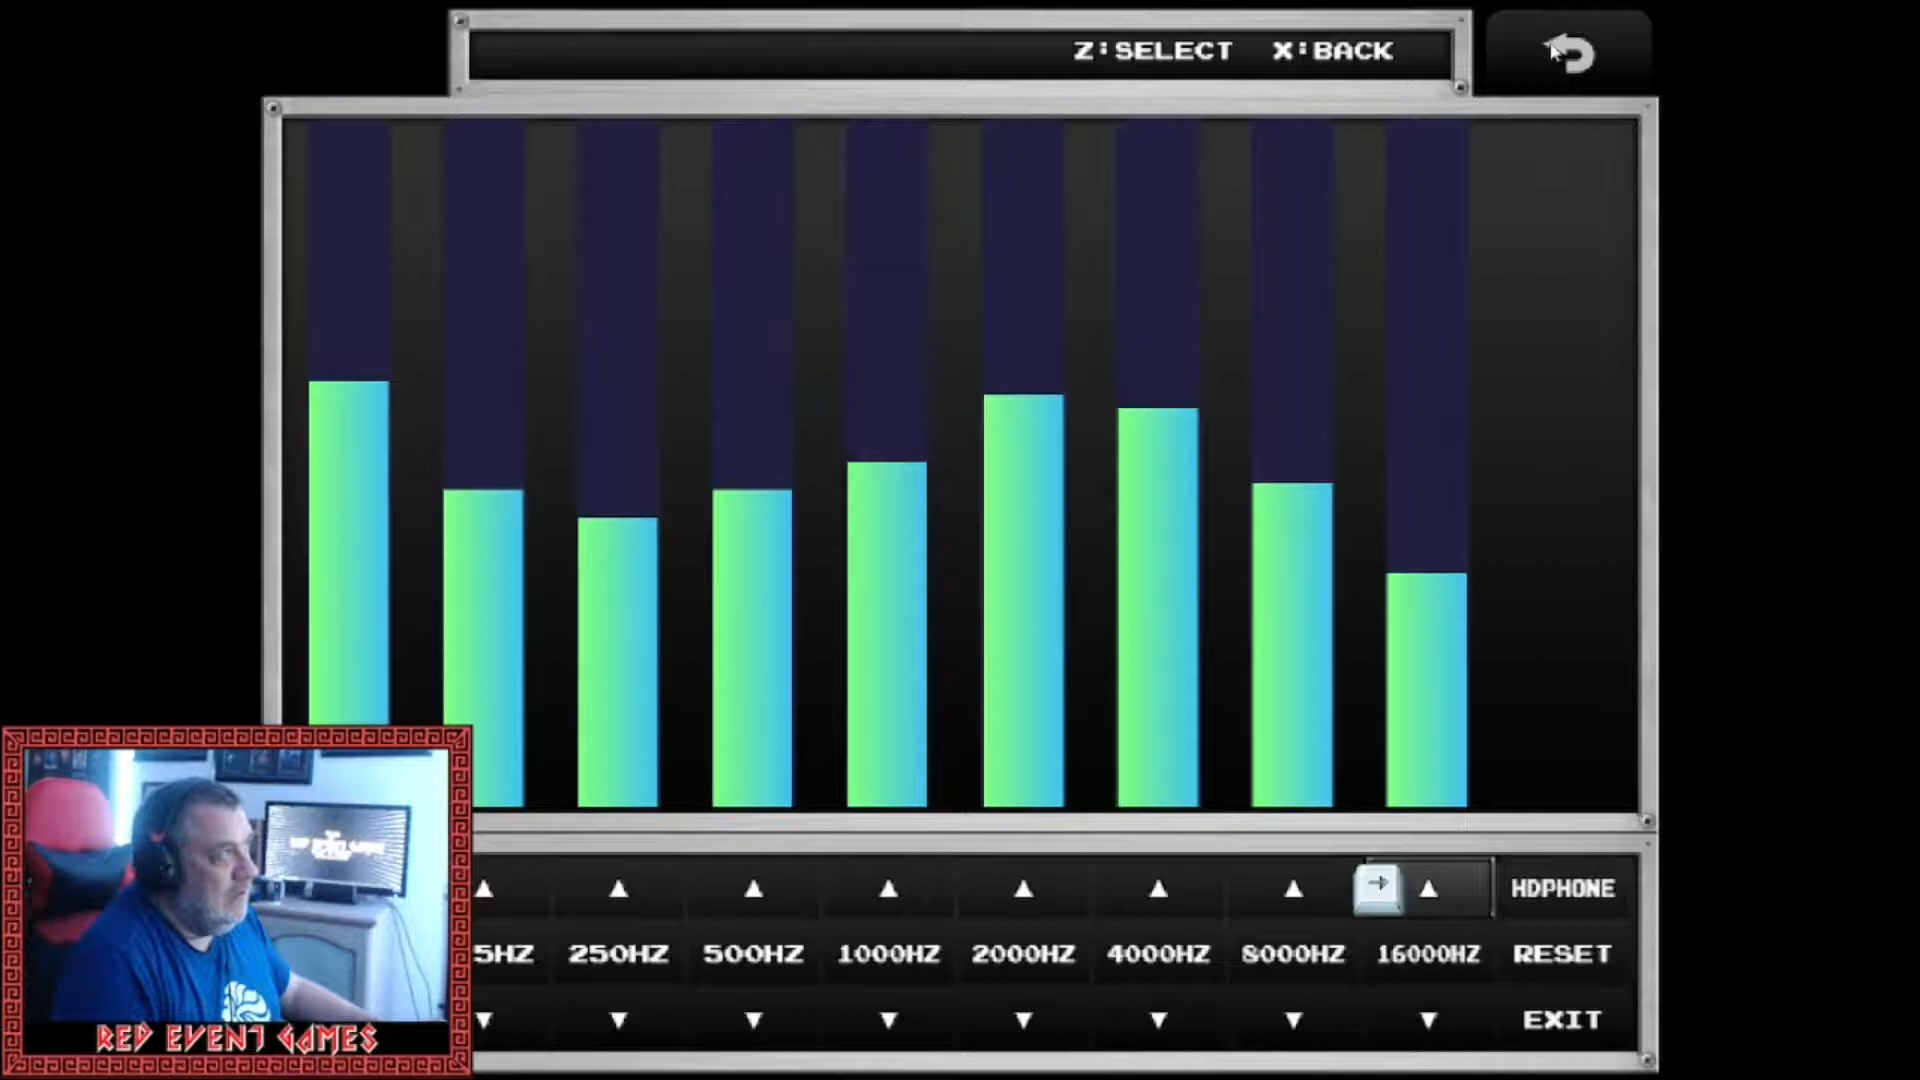 Z:SELECT X:BACK
HDPHONE
5HZ 250HZ 500HZ 1000HZ 2000HZ 4000HZ 8000HZ 16000HZ RESET
EXIT
RED EVENT GAMES